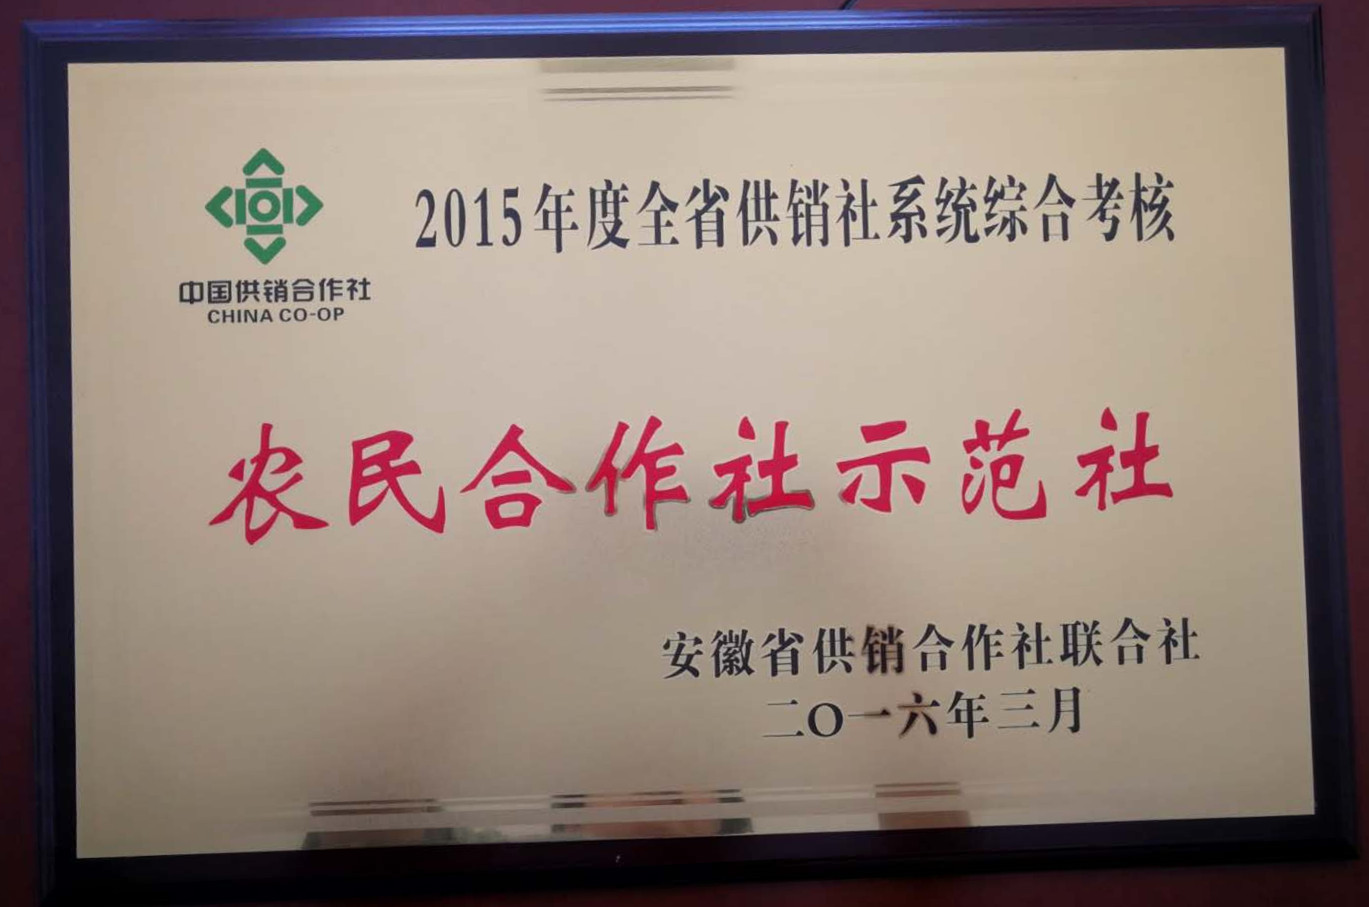 2015年度全省供销社系统综合考核
中国供销合作社
CHINA CO-OP
农民合作社示范社
安徽省供销合作社联合社
二〇一六年三月